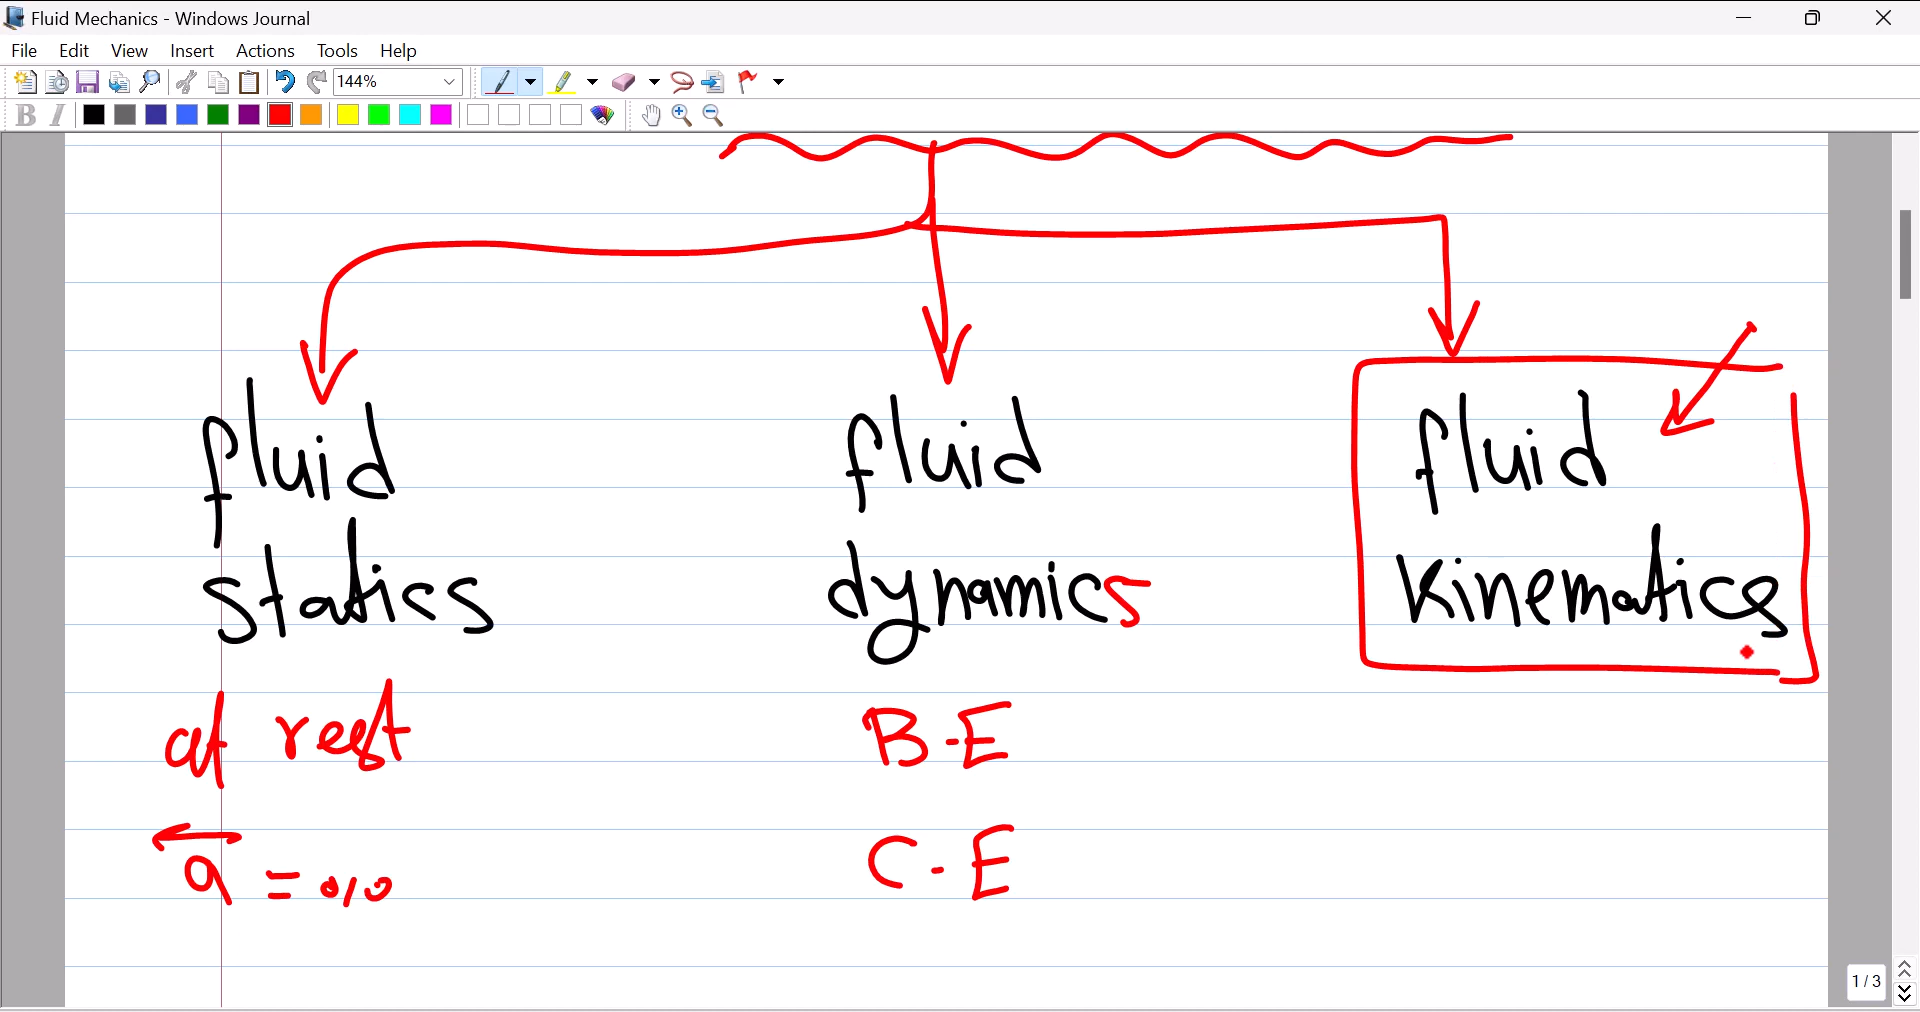 Fluid Mechanics - Windows Journal
File Edit View Insert Actions Tools Help
144%
B I
fluid
statics
at rest
a = 0/0
fluid
dynamics
B-E
C-E
fluid
kinematics
1 / 3